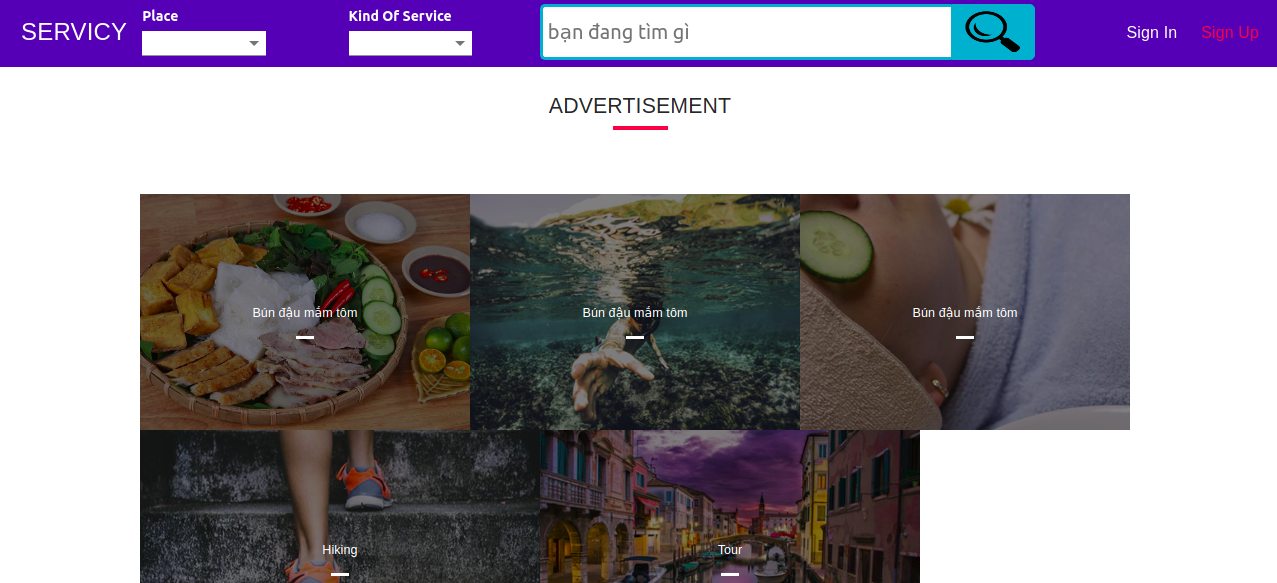 SERVICY
Place
Kind Of Service
bạn đang tìm gì
Sign In
Sign Up
ADVERTISEMENT
Bún đậu mắm tôm
Bún đậu mắm tôm
Bún đậu mắm tôm
Hiking
Tour